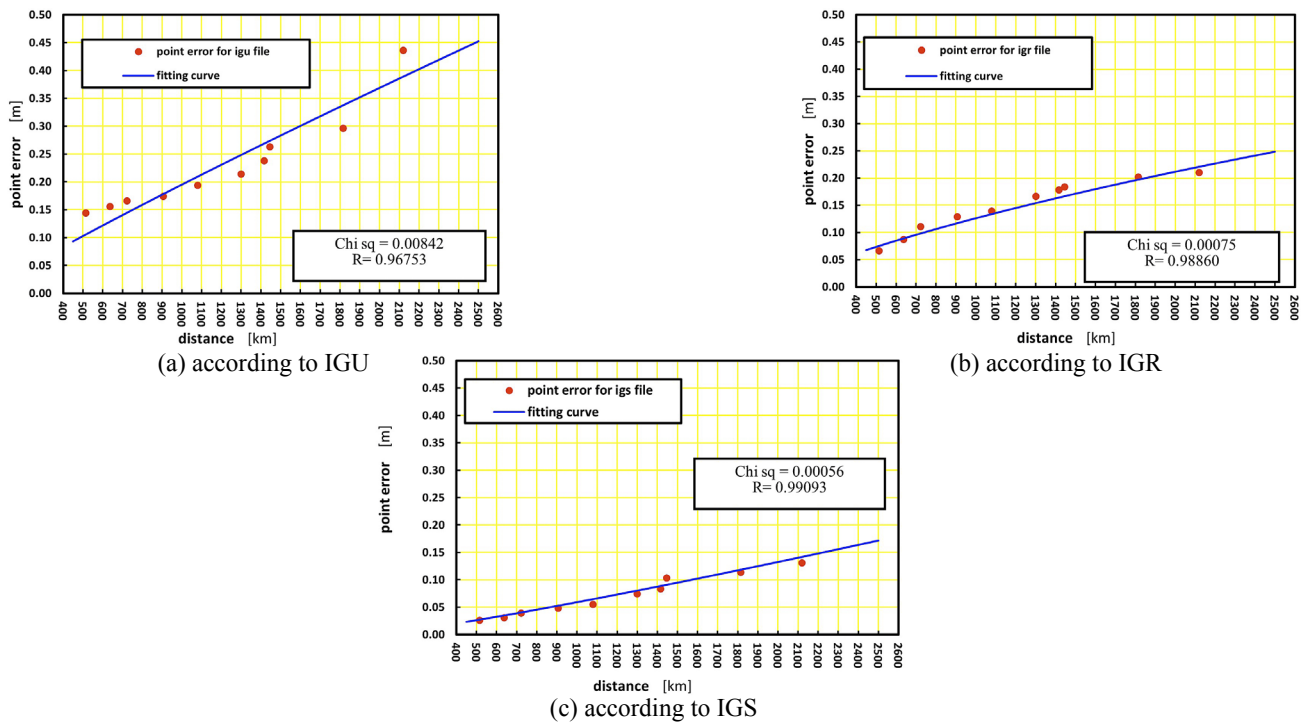 0.50
0.45
0.40
0.35
0.30
0.25
0.20
0.15
0.10
0.05
0.00
point error [m]
point error for igu file
fitting curve
Chi sq = 0.00842
R= 0.96753
400 500 600 700 800 900 1000 1100 1200 1300 1400 1500 1600 1700 1800 1900 2000 2100 2200 2300 2400 2500 2600
distance [km]
(a) according to IGU
0.50
0.45
0.40
0.35
0.30
0.25
0.20
0.15
0.10
0.05
0.00
point error [m]
point error for igr file
fitting curve
Chi sq = 0.00075
R= 0.98860
400 500 600 700 800 900 1000 1100 1200 1300 1400 1500 1600 1700 1800 1900 2000 2100 2200 2300 2400 2500 2600
distance [km]
(b) according to IGR
0.50
0.45
0.40
0.35
0.30
0.25
0.20
0.15
0.10
0.05
0.00
point error [m]
point error for igs file
fitting curve
Chi sq = 0.00056
R= 0.99093
400 500 600 700 800 900 1000 1100 1200 1300 1400 1500 1600 1700 1800 1900 2000 2100 2200 2300 2400 2500 2600
distance [km]
(c) according to IGS